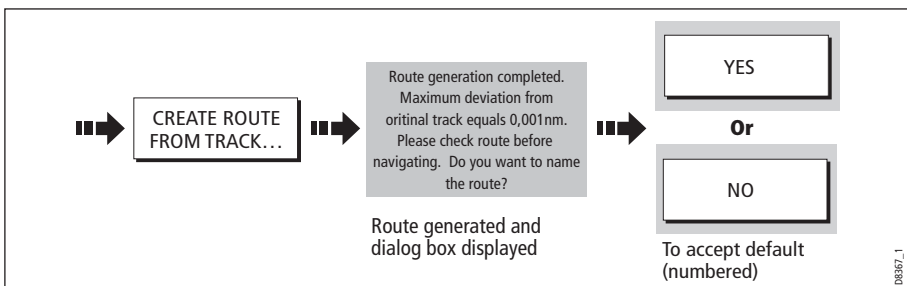 CREATE ROUTE
FROM TRACK...
Route generation completed.
Maximum deviation from
oritinal track equals 0,001nm.
Please check route before
navigating. Do you want to name
the route?
Route generated and
dialog box displayed
YES
Or
NO
To accept default
(numbered)
D8367_1